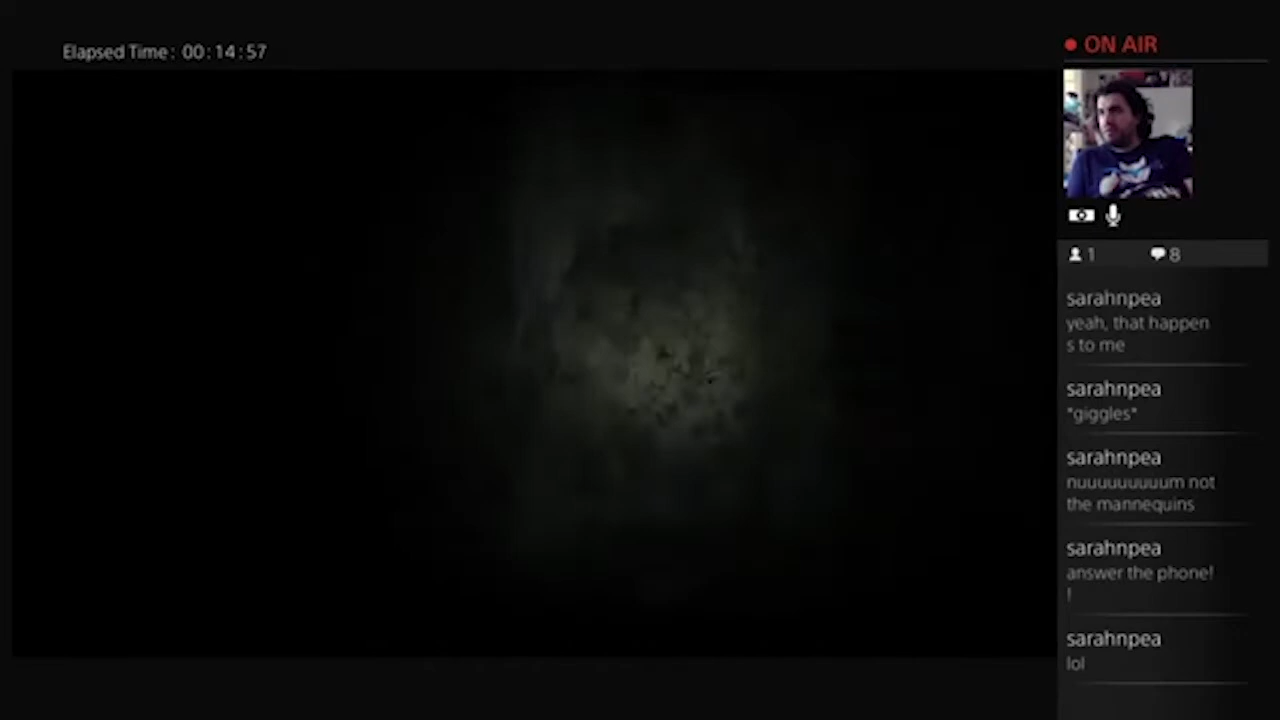 Elapsed Time: 00:14:57
ON AIR
1 8
sarahnpea
yeah, that happen
s to me
sarahnpea
*giggles*
sarahnpea
nuuuuuuuuum not
the mannequins
sarahnpea
answer the phone!
!
sarahnpea
lol